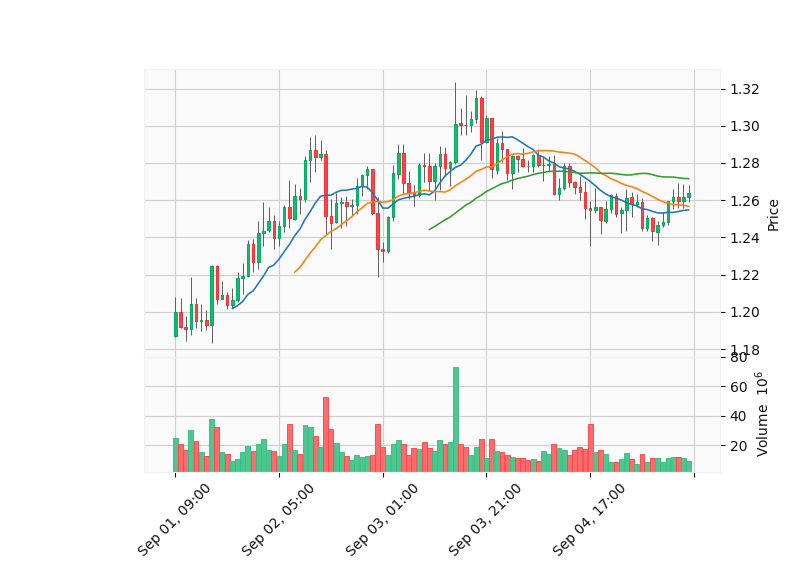 1.32
1.30
1.28
1.26
1.24
1.22
1.20
1.18
Price
80
60
40
20
Volume 10^6
Sep 01, 09:00
Sep 02, 05:00
Sep 03, 01:00
Sep 03, 21:00
Sep 04, 17:00